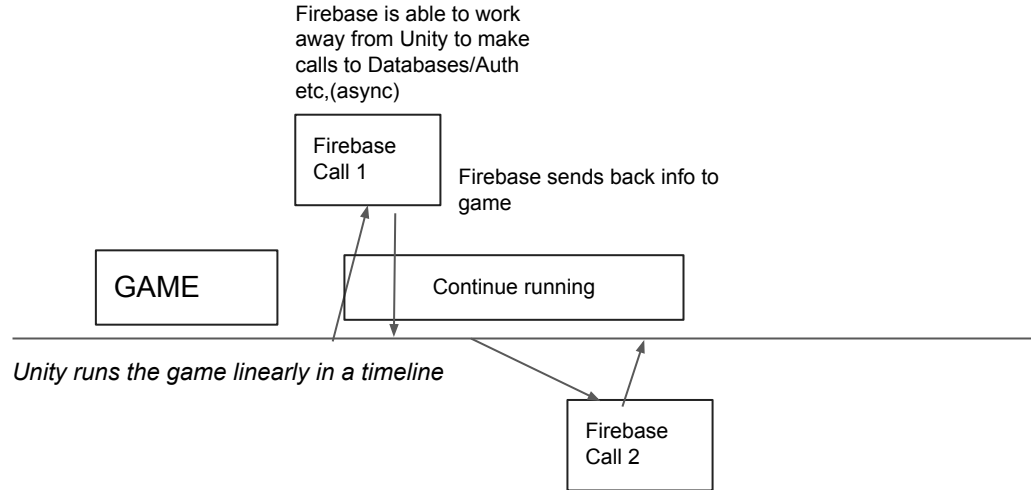 Firebase is able to work
away from Unity to make
calls to Databases/Auth
etc,(async)
Firebase
Call 1
Firebase sends back info to
game
GAME
Continue running
Unity runs the game linearly in a timeline
Firebase
Call 2